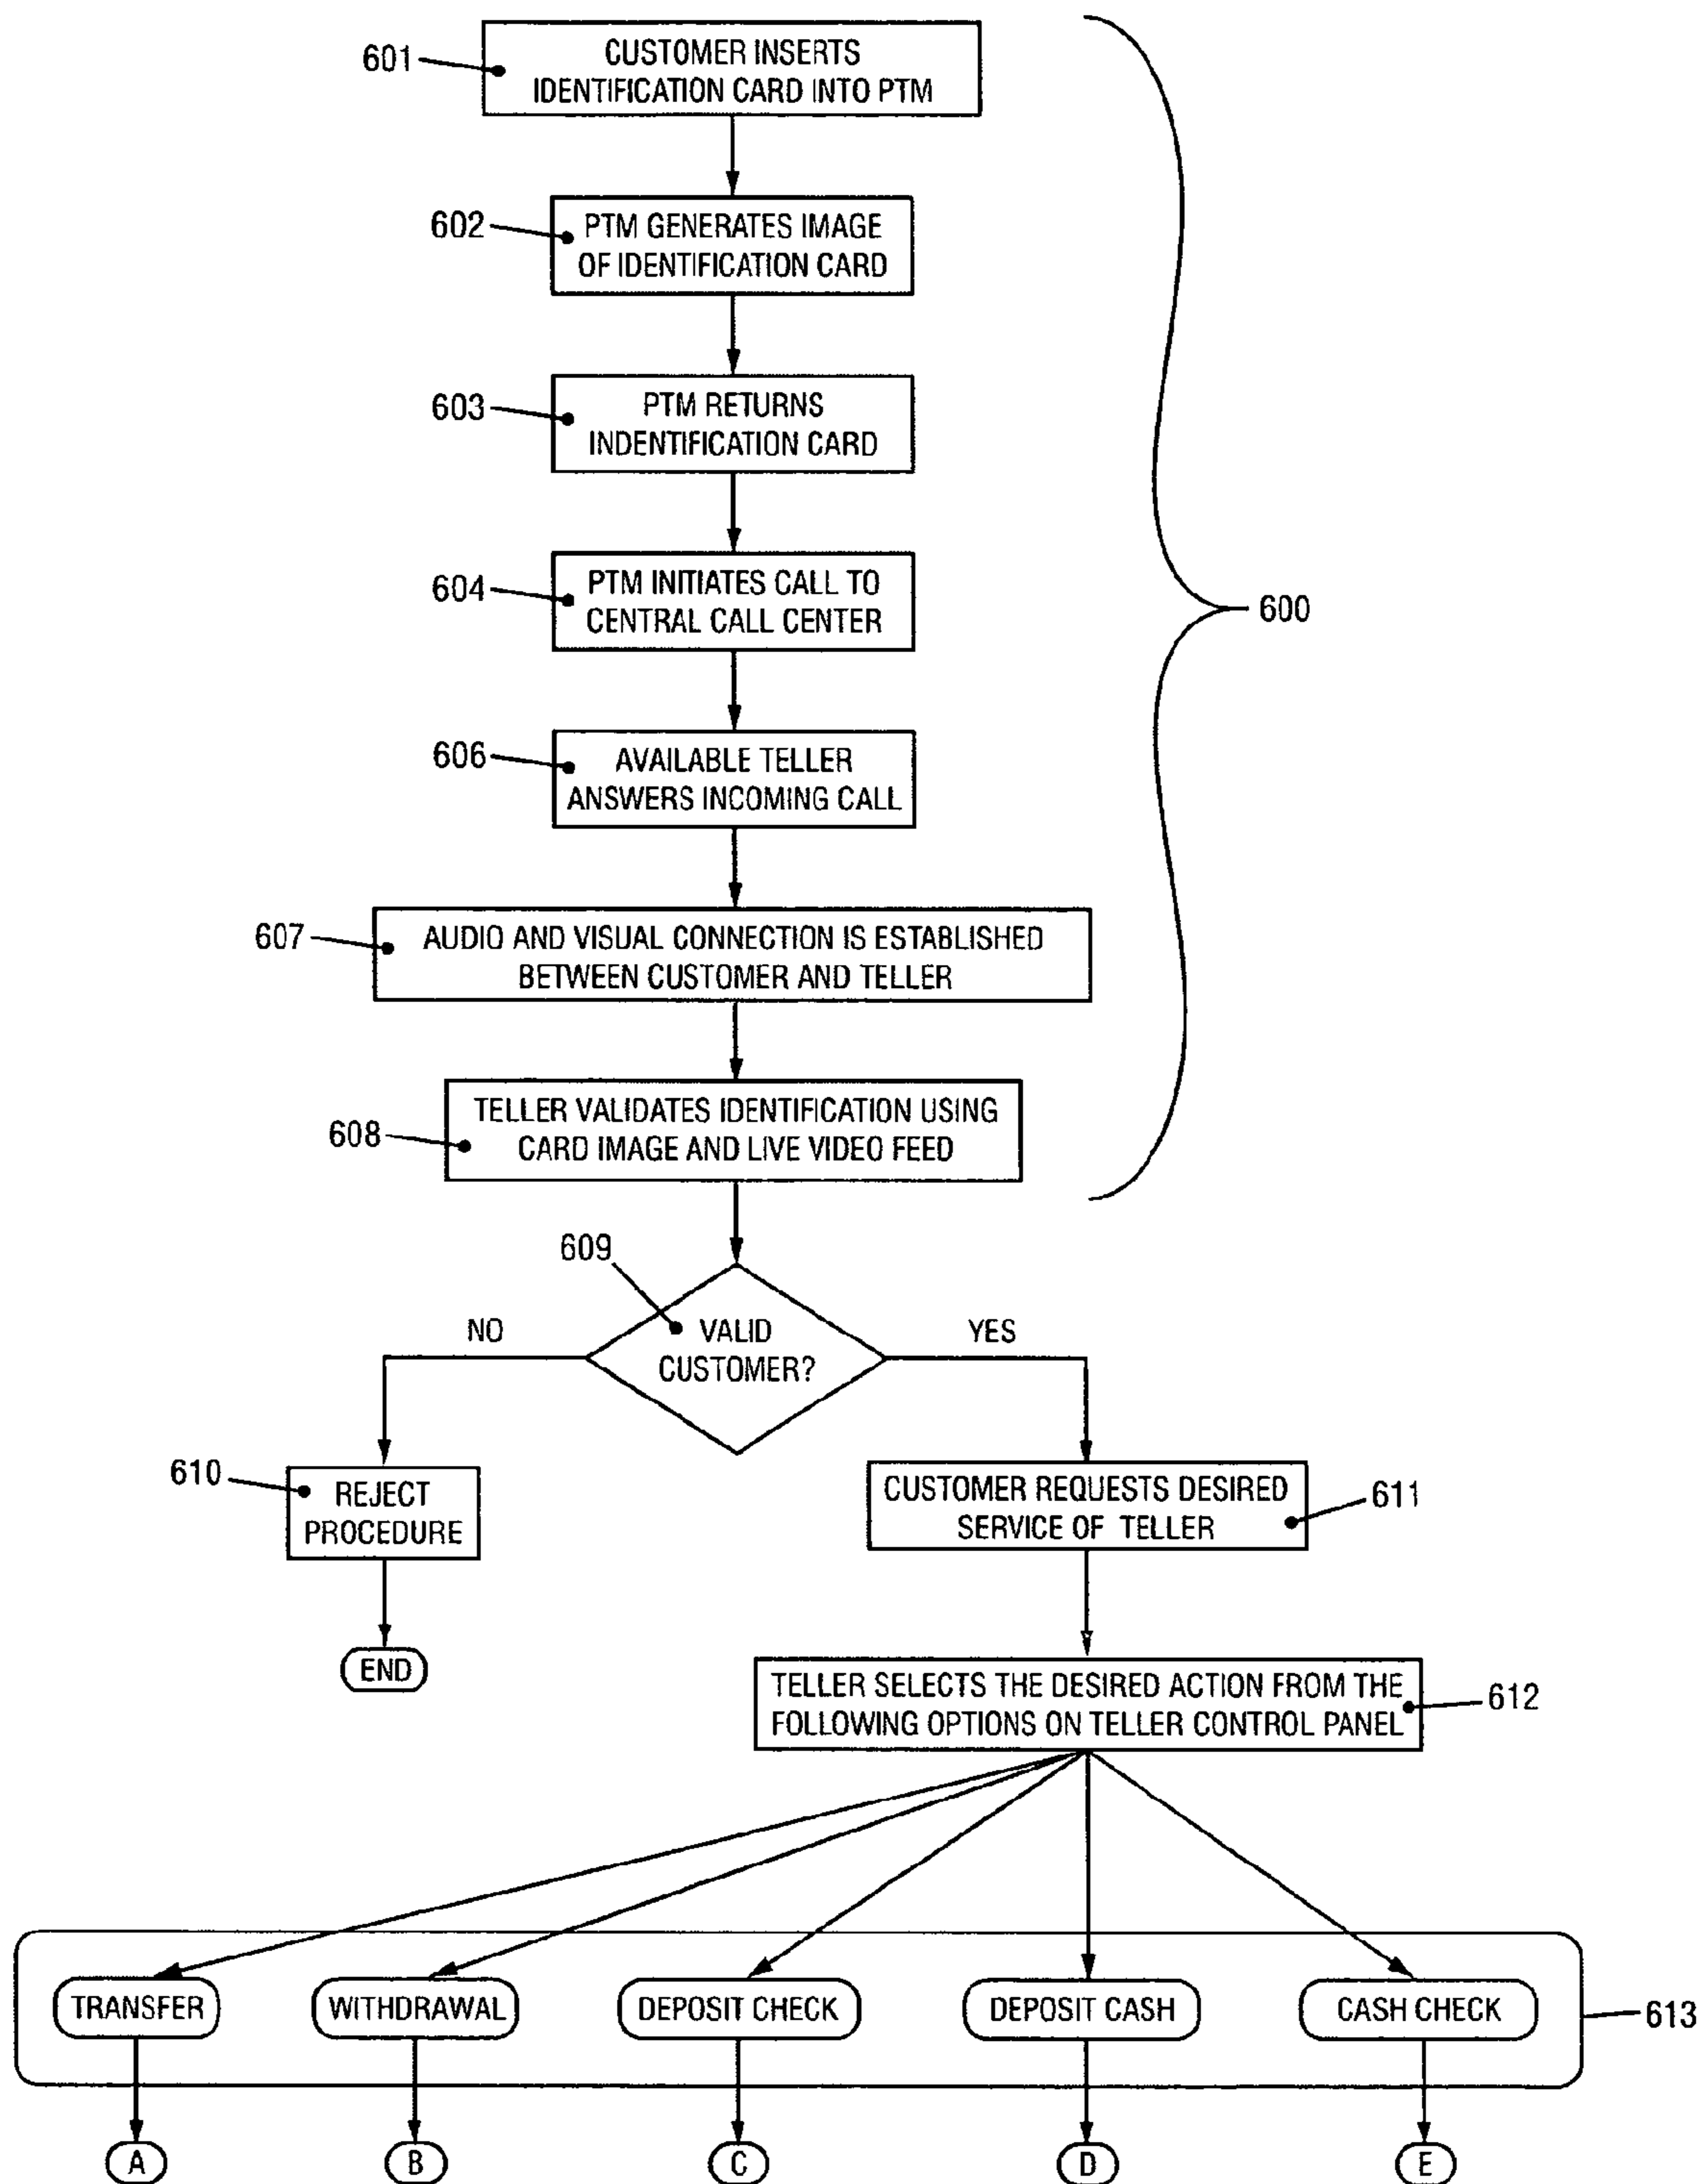 601
CUSTOMER INSERTS
IDENTIFICATION CARD INTO PTM
602
PTM GENERATES IMAGE
OF IDENTIFICATION CARD
603
PTM RETURNS
INDENTIFICATION CARD
604
PTM INITIATES CALL TO
CENTRAL CALL CENTER
600
606
AVAILABLE TELLER
ANSWERS INCOMING CALL
607
AUDIO AND VISUAL CONNECTION IS ESTABLISHED
BETWEEN CUSTOMER AND TELLER
608
TELLER VALIDATES IDENTIFICATION USING
CARD IMAGE AND LIVE VIDEO FEED
609
VALID
CUSTOMER?
NO
YES
610
REJECT
PROCEDURE
END
CUSTOMER REQUESTS DESIRED
SERVICE OF TELLER
611
TELLER SELECTS THE DESIRED ACTION FROM THE
FOLLOWING OPTIONS ON TELLER CONTROL PANEL
612
TRANSFER
WITHDRAWAL
DEPOSIT CHECK
DEPOSIT CASH
CASH CHECK
613
A
B
C
D
E